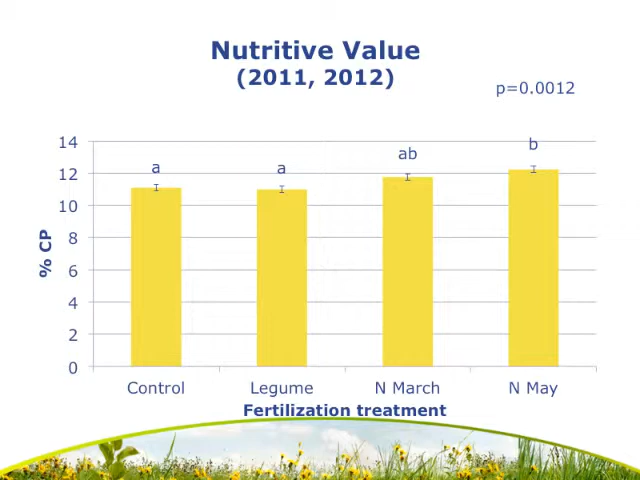 Nutritive Value
(2011, 2012)
p=0.0012
14
12
10
8
6
4
2
0
% CP
a
a
ab
b
Control
Legume
N March
N May
Fertilization treatment